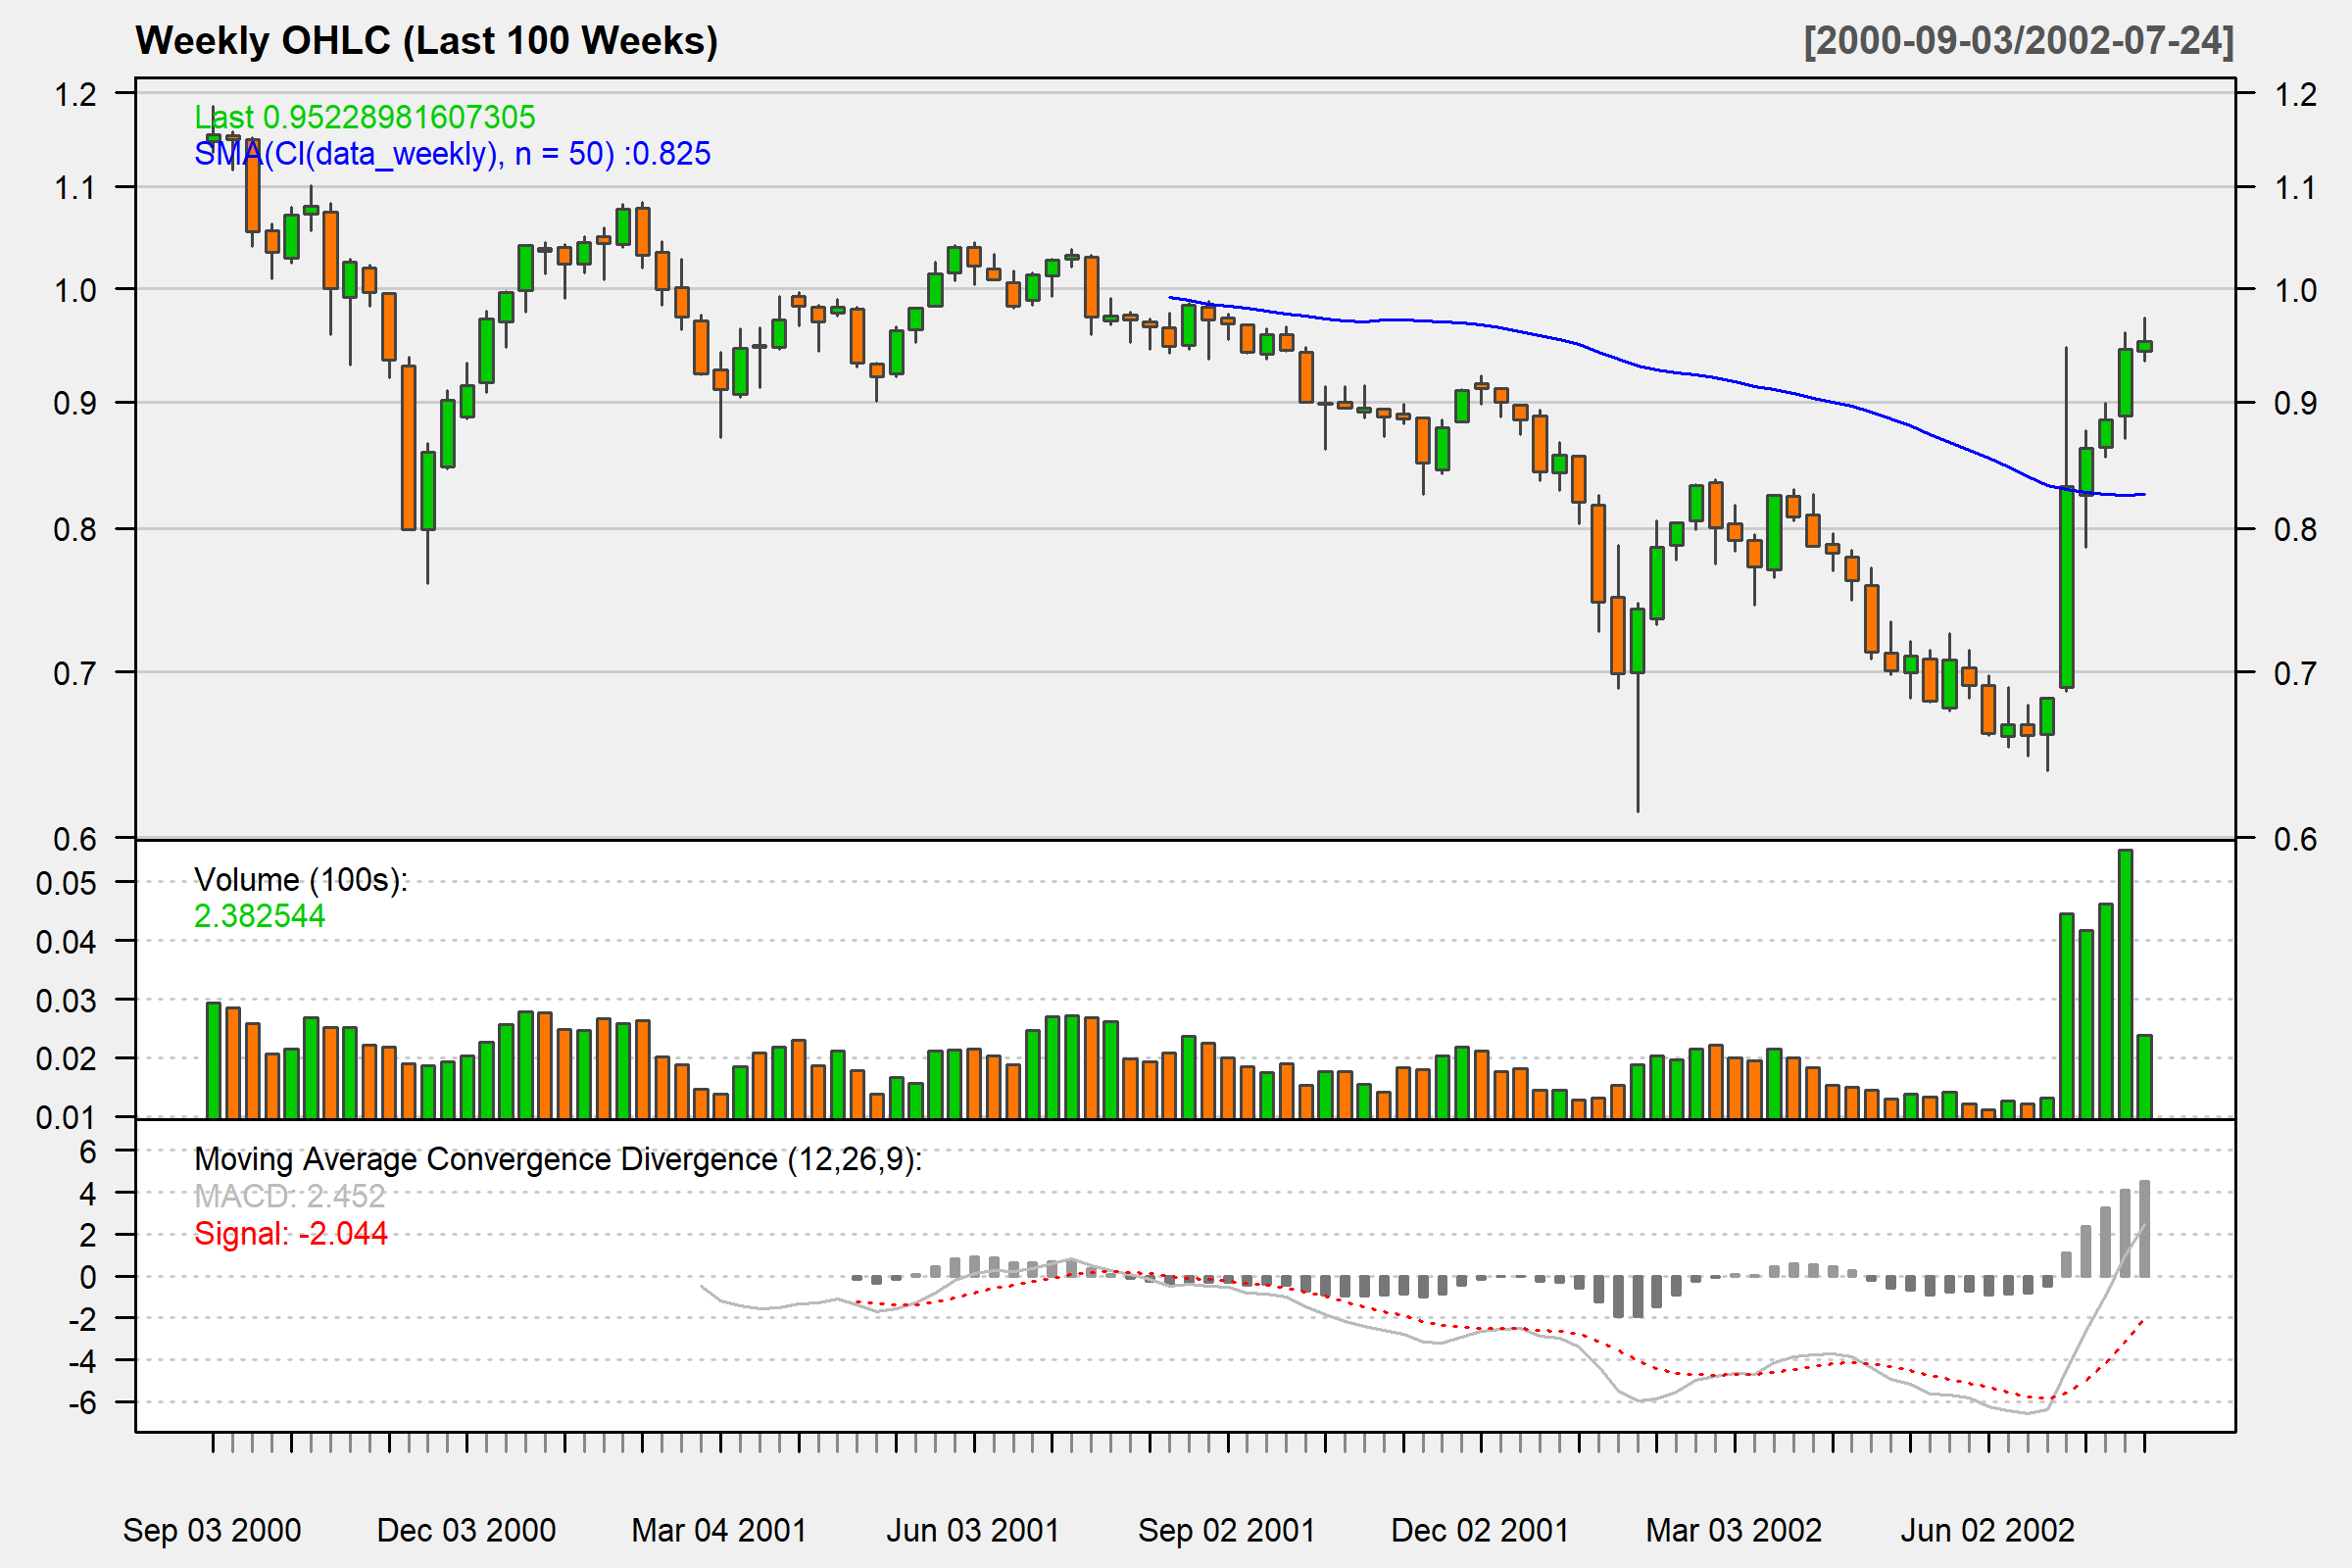 Weekly OHLC (Last 100 Weeks) [2000-09-03/2002-07-24]
Last 0.95228981607305
SMA(Cl(data_weekly), n = 50) :0.825
1.2 1.2
1.1 1.1
1.0 1.0
0.9 0.9
0.8 0.8
0.7 0.7
0.6 0.6
Volume (100s):
2.382544
0.05
0.04
0.03
0.02
0.01
Moving Average Convergence Divergence (12,26,9):
MACD: 2.452
Signal: -2.044
6
4
2
0
-2
-4
-6
Sep 03 2000 Dec 03 2000 Mar 04 2001 Jun 03 2001 Sep 02 2001 Dec 02 2001 Mar 03 2002 Jun 02 2002